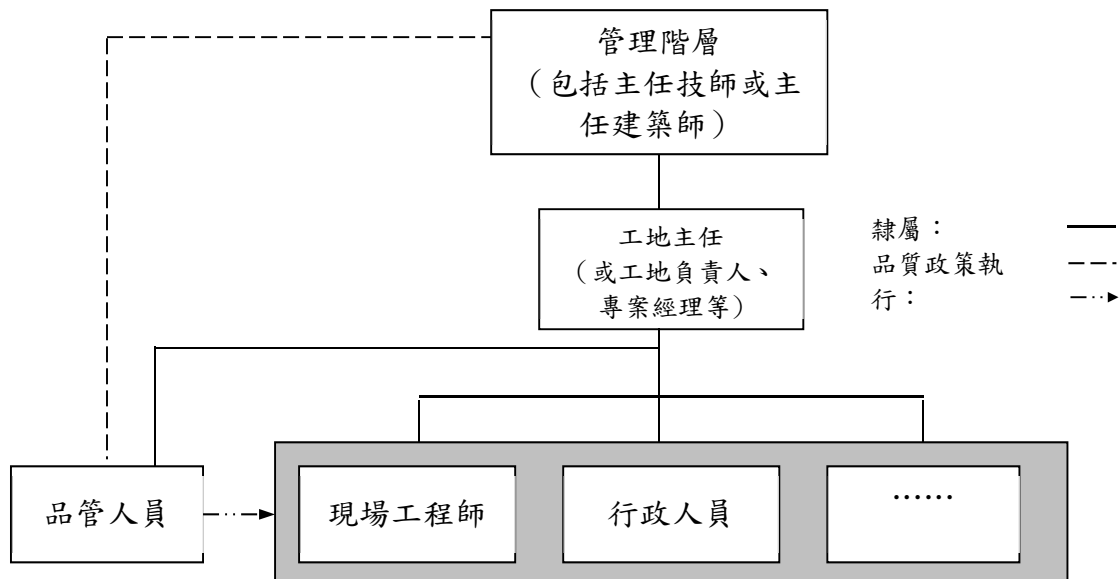 管理階層
（包括主任技師或主
任建築師）
工地主任
（或工地負責人、
專案經理等）
隸屬：
品質政策執
行：
品管人員
現場工程師
行政人員
……